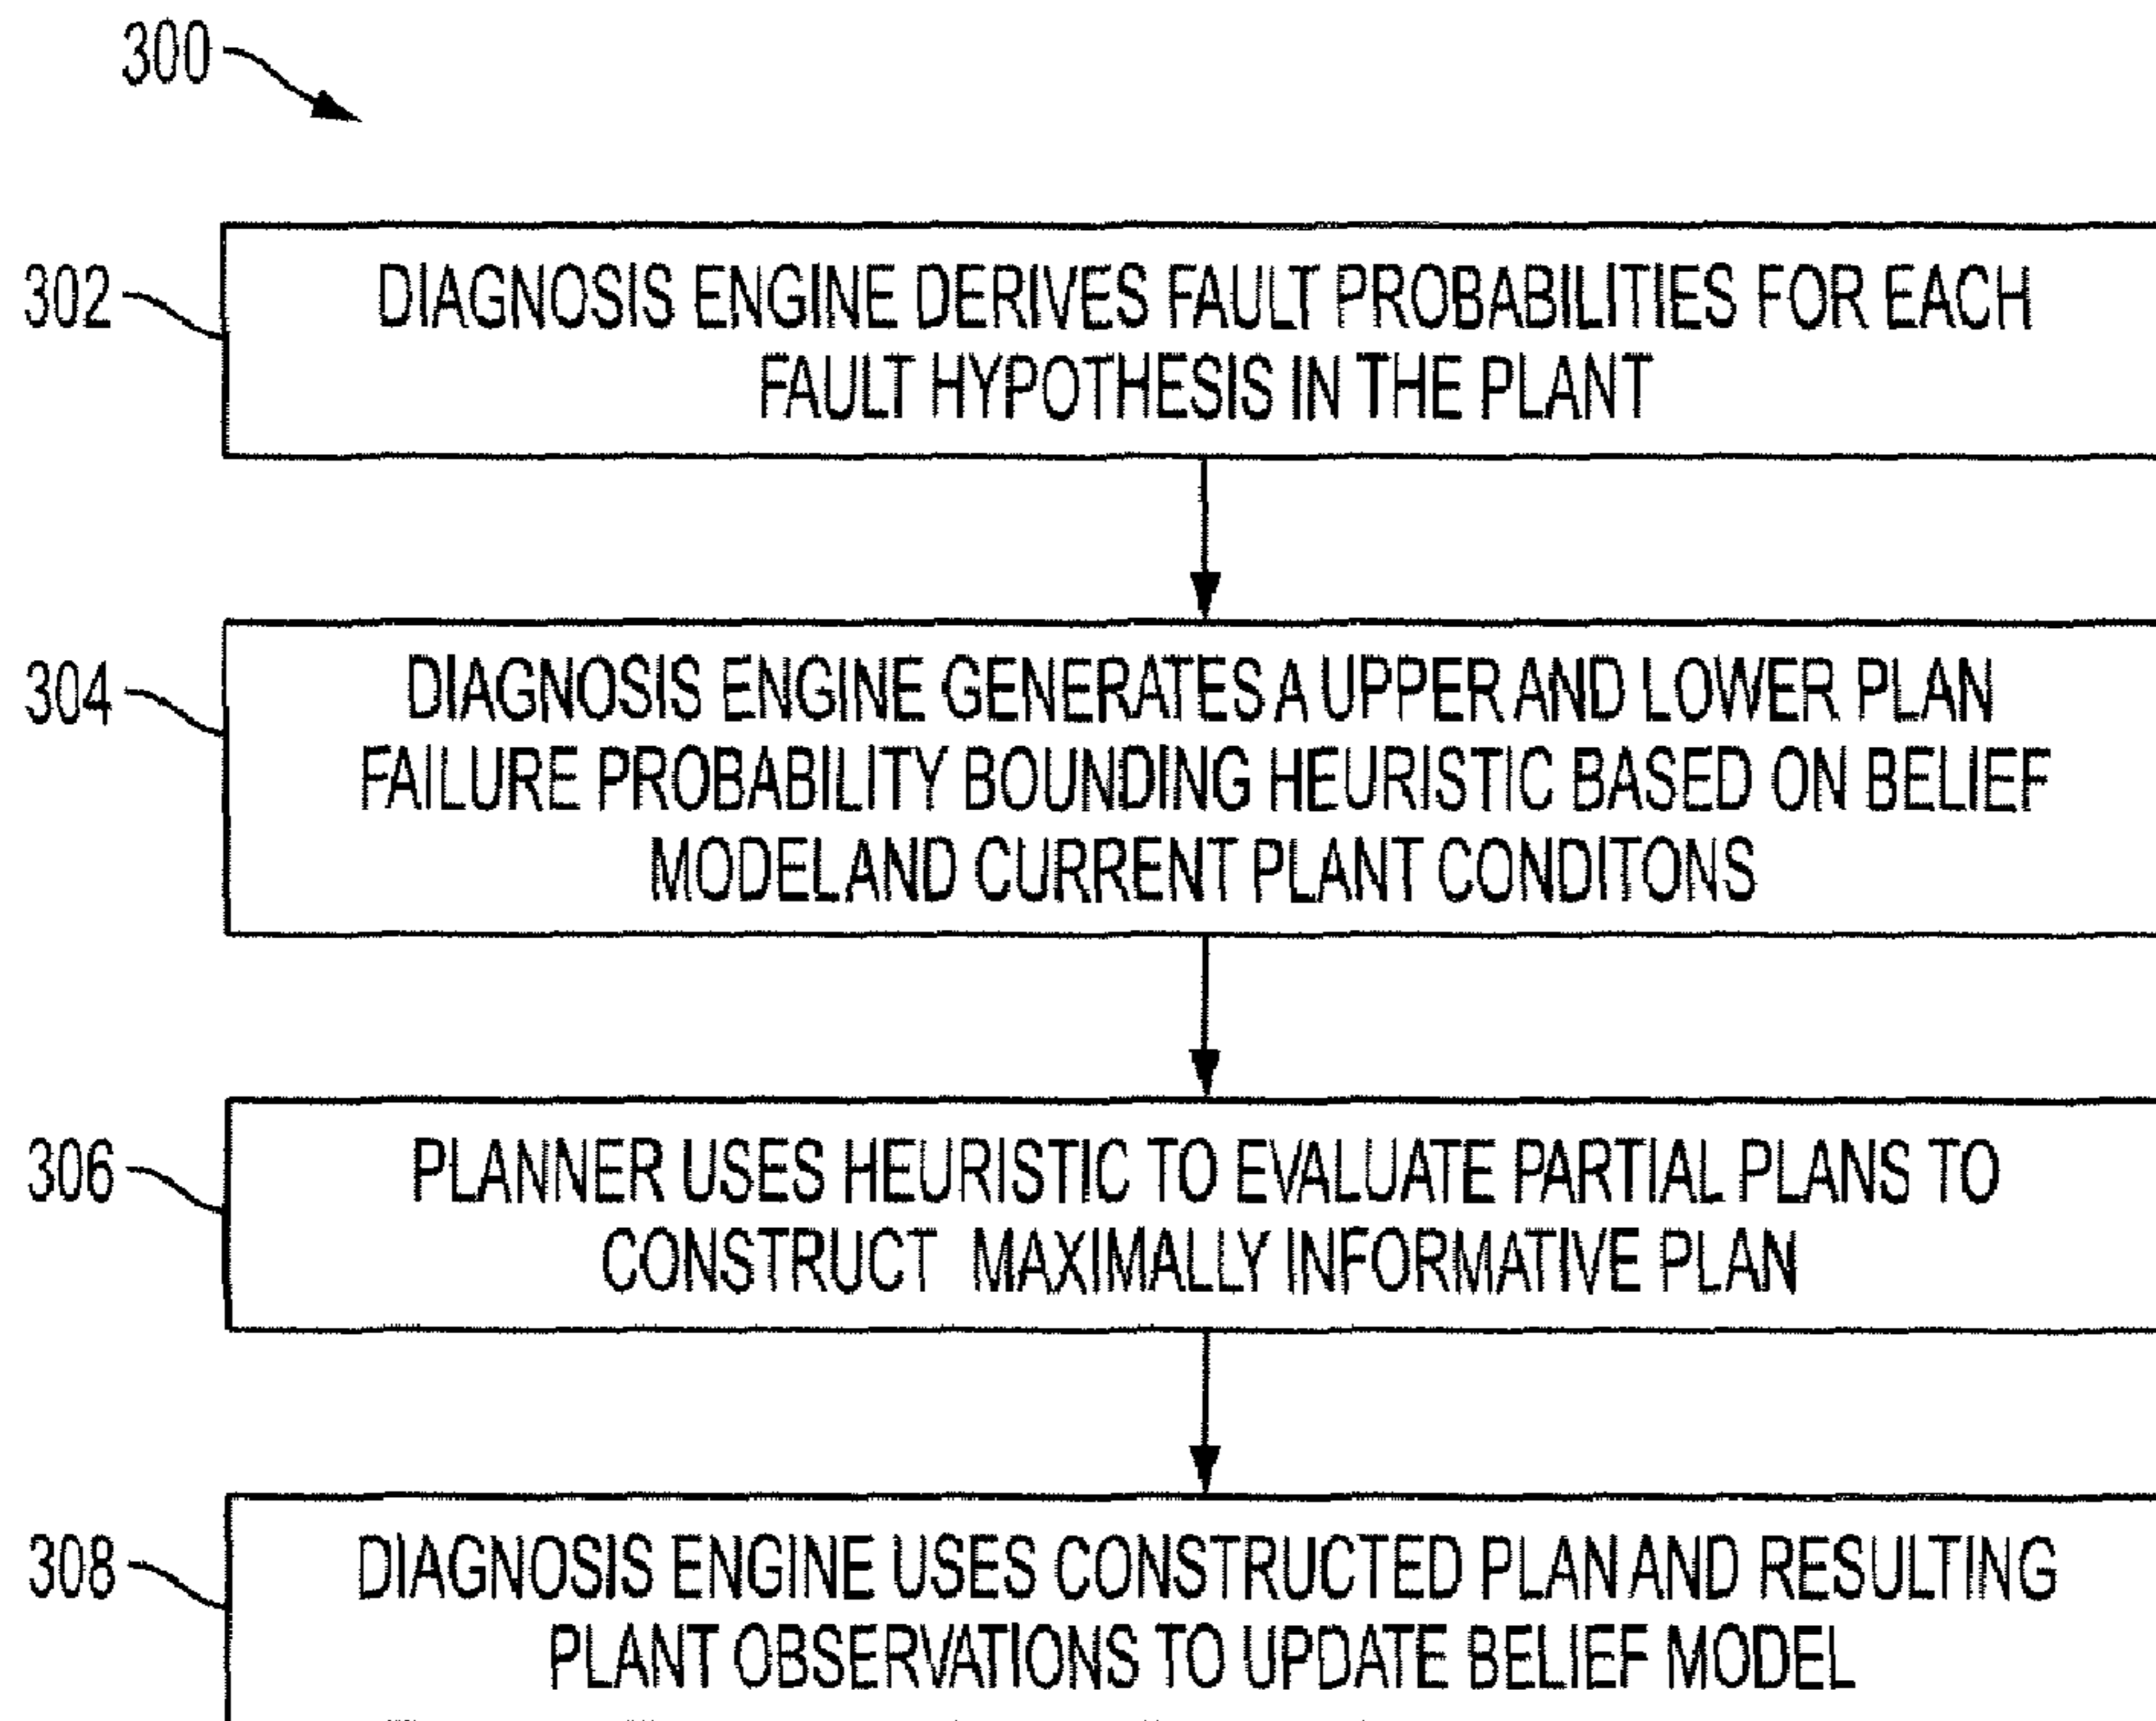 300
302
DIAGNOSIS ENGINE DERIVES FAULT PROBABILITIES FOR EACH
FAULT HYPOTHESIS IN THE PLANT
304
DIAGNOSIS ENGINE GENERATES A UPPER AND LOWER PLAN
FAILURE PROBABILITY BOUNDING HEURISTIC BASED ON BELIEF
MODEL AND CURRENT PLANT CONDITONS
306
PLANNER USES HEURISTIC TO EVALUATE PARTIAL PLANS TO
CONSTRUCT MAXIMALLY INFORMATIVE PLAN
308
DIAGNOSIS ENGINE USES CONSTRUCTED PLAN AND RESULTING
PLANT OBSERVATIONS TO UPDATE BELIEF MODEL